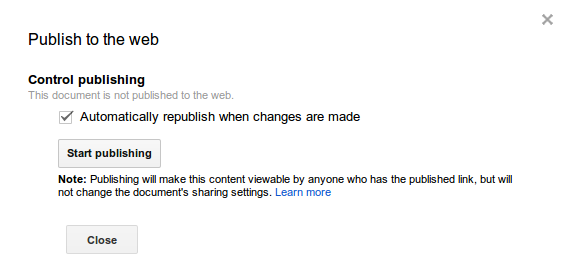 Publish to the web
Control publishing
This document is not published to the web.
Automatically republish when changes are made
Start publishing
Note: Publishing will make this content viewable by anyone who has the published link, but will
not change the document's sharing settings. Learn more
Close